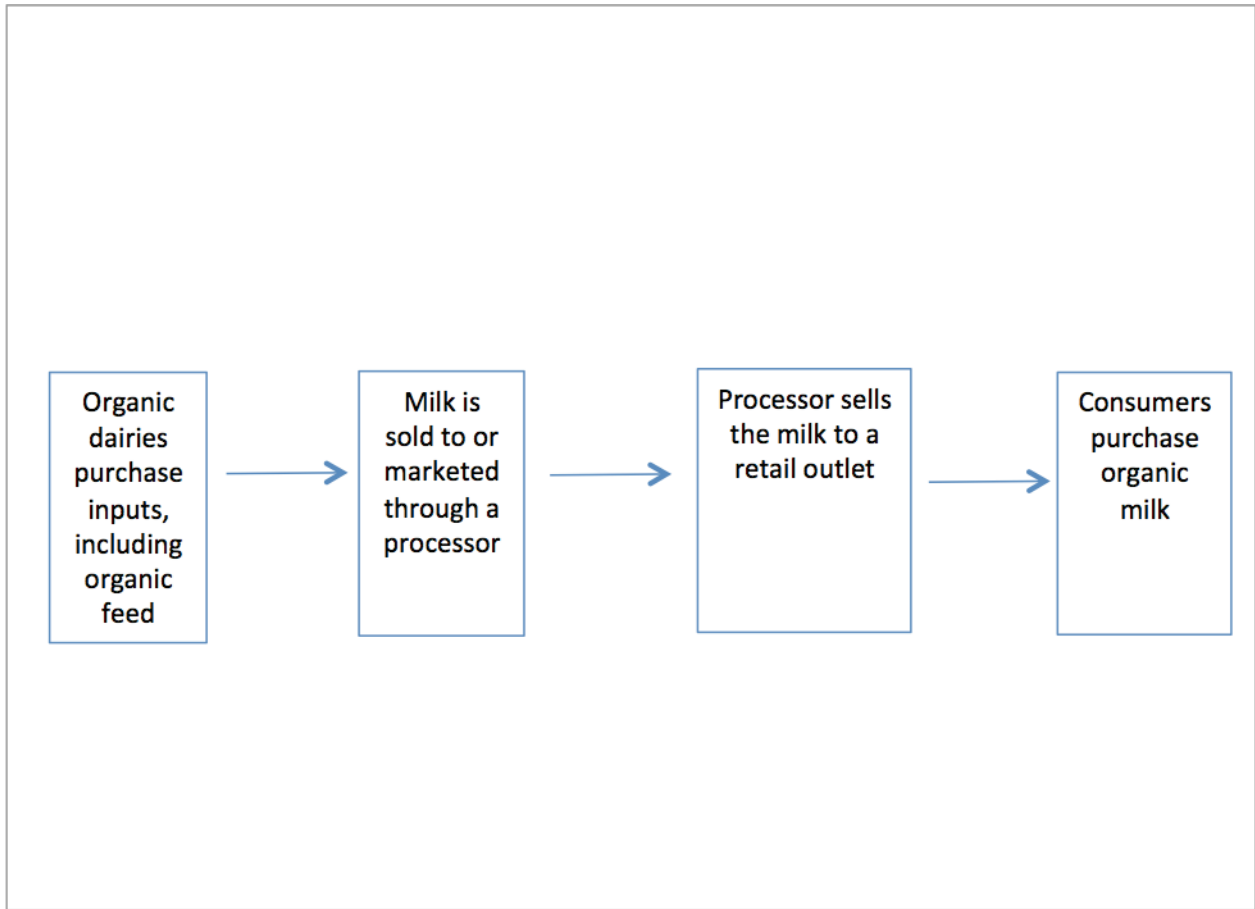 Organic
dairies
purchase
inputs,
including
organic
feed
Milk is
sold to or
marketed
through a
processor
Processor sells
the milk to a
retail outlet
Consumers
purchase
organic
milk